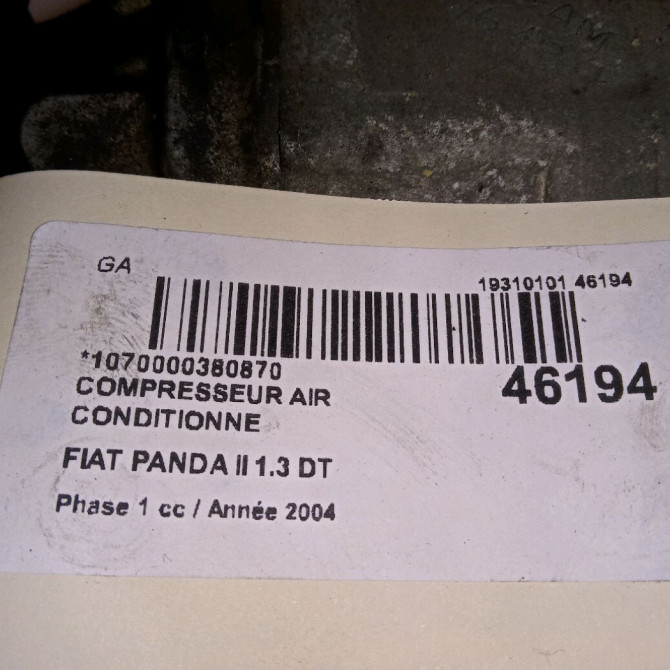 GA
19310101 46194
*1070000380870
46194
COMPRESSEUR AIR
CONDITIONNE
FIAT PANDA II 1.3 DT
Phase 1 cc / Année 2004